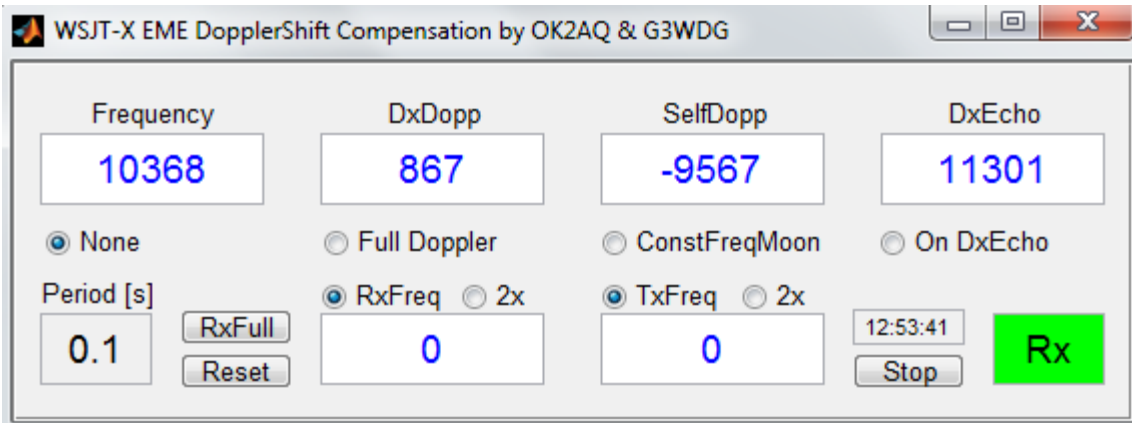 WSJT-X EME DopplerShift Compensation by OK2AQ & G3WDG
Frequency DxDopp SelfDopp DxEcho
10368 867 -9567 11301
None Full Doppler ConstFreqMoon On DxEcho
Period [s] RxFreq 2x TxFreq 2x
RxFull 12:53:41
0.1 0 0 Rx
Reset Stop